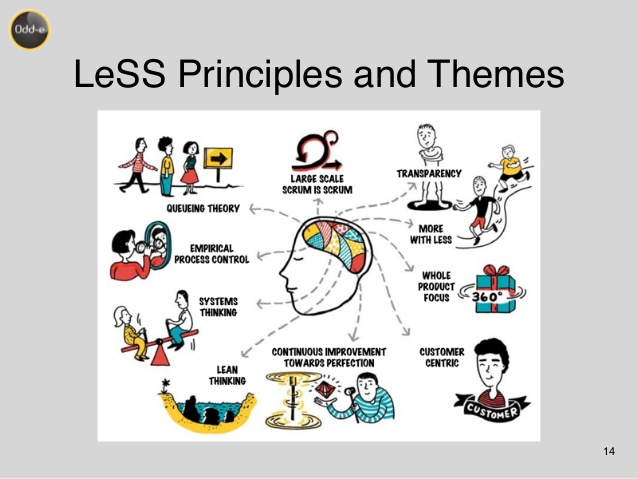 Odd-e
LeSS Principles and Themes
QUEUEING THEORY
LARGE SCALE
SCRUM IS SCRUM
TRANSPARENCY
EMPIRICAL
PROCESS CONTROL
MORE
WITH LESS
SYSTEMS
THINKING
WHOLE
PRODUCT
FOCUS
360°
LEAN
THINKING
CONTINUOUS IMPROVEMENT
TOWARDS PERFECTION
CUSTOMER
CENTRIC
CUSTOMER
14